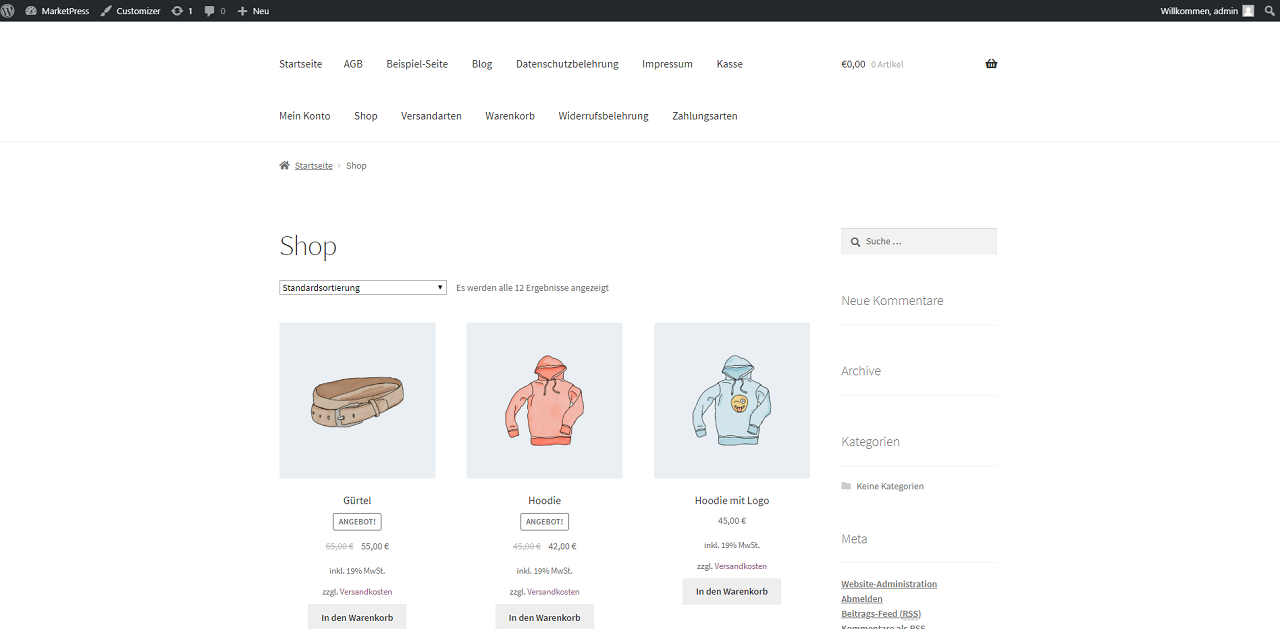 MarketPress Customizer 1 0 Neu Willkommen, admin
Startseite AGB Beispiel-Seite Blog Datenschutzbelehrung Impressum Kasse €0,00 0 Artikel
Mein Konto Shop Versandarten Warenkorb Widerrufsbelehrung Zahlungsarten
Startseite › Shop
Shop
Standardsortierung Es werden alle 12 Ergebnisse angezeigt
Gürtel
ANGEBOT!
65,00 € 55,00 €
inkl. 19% MwSt.
zzgl. Versandkosten
In den Warenkorb
Hoodie
ANGEBOT!
45,00 € 42,00 €
inkl. 19% MwSt.
zzgl. Versandkosten
In den Warenkorb
Hoodie mit Logo
45,00 €
inkl. 19% MwSt.
zzgl. Versandkosten
In den Warenkorb
Suche …
Neue Kommentare
Archive
Kategorien
Keine Kategorien
Meta
Website-Administration
Abmelden
Beitrags-Feed (RSS)
Kommentare als RSS